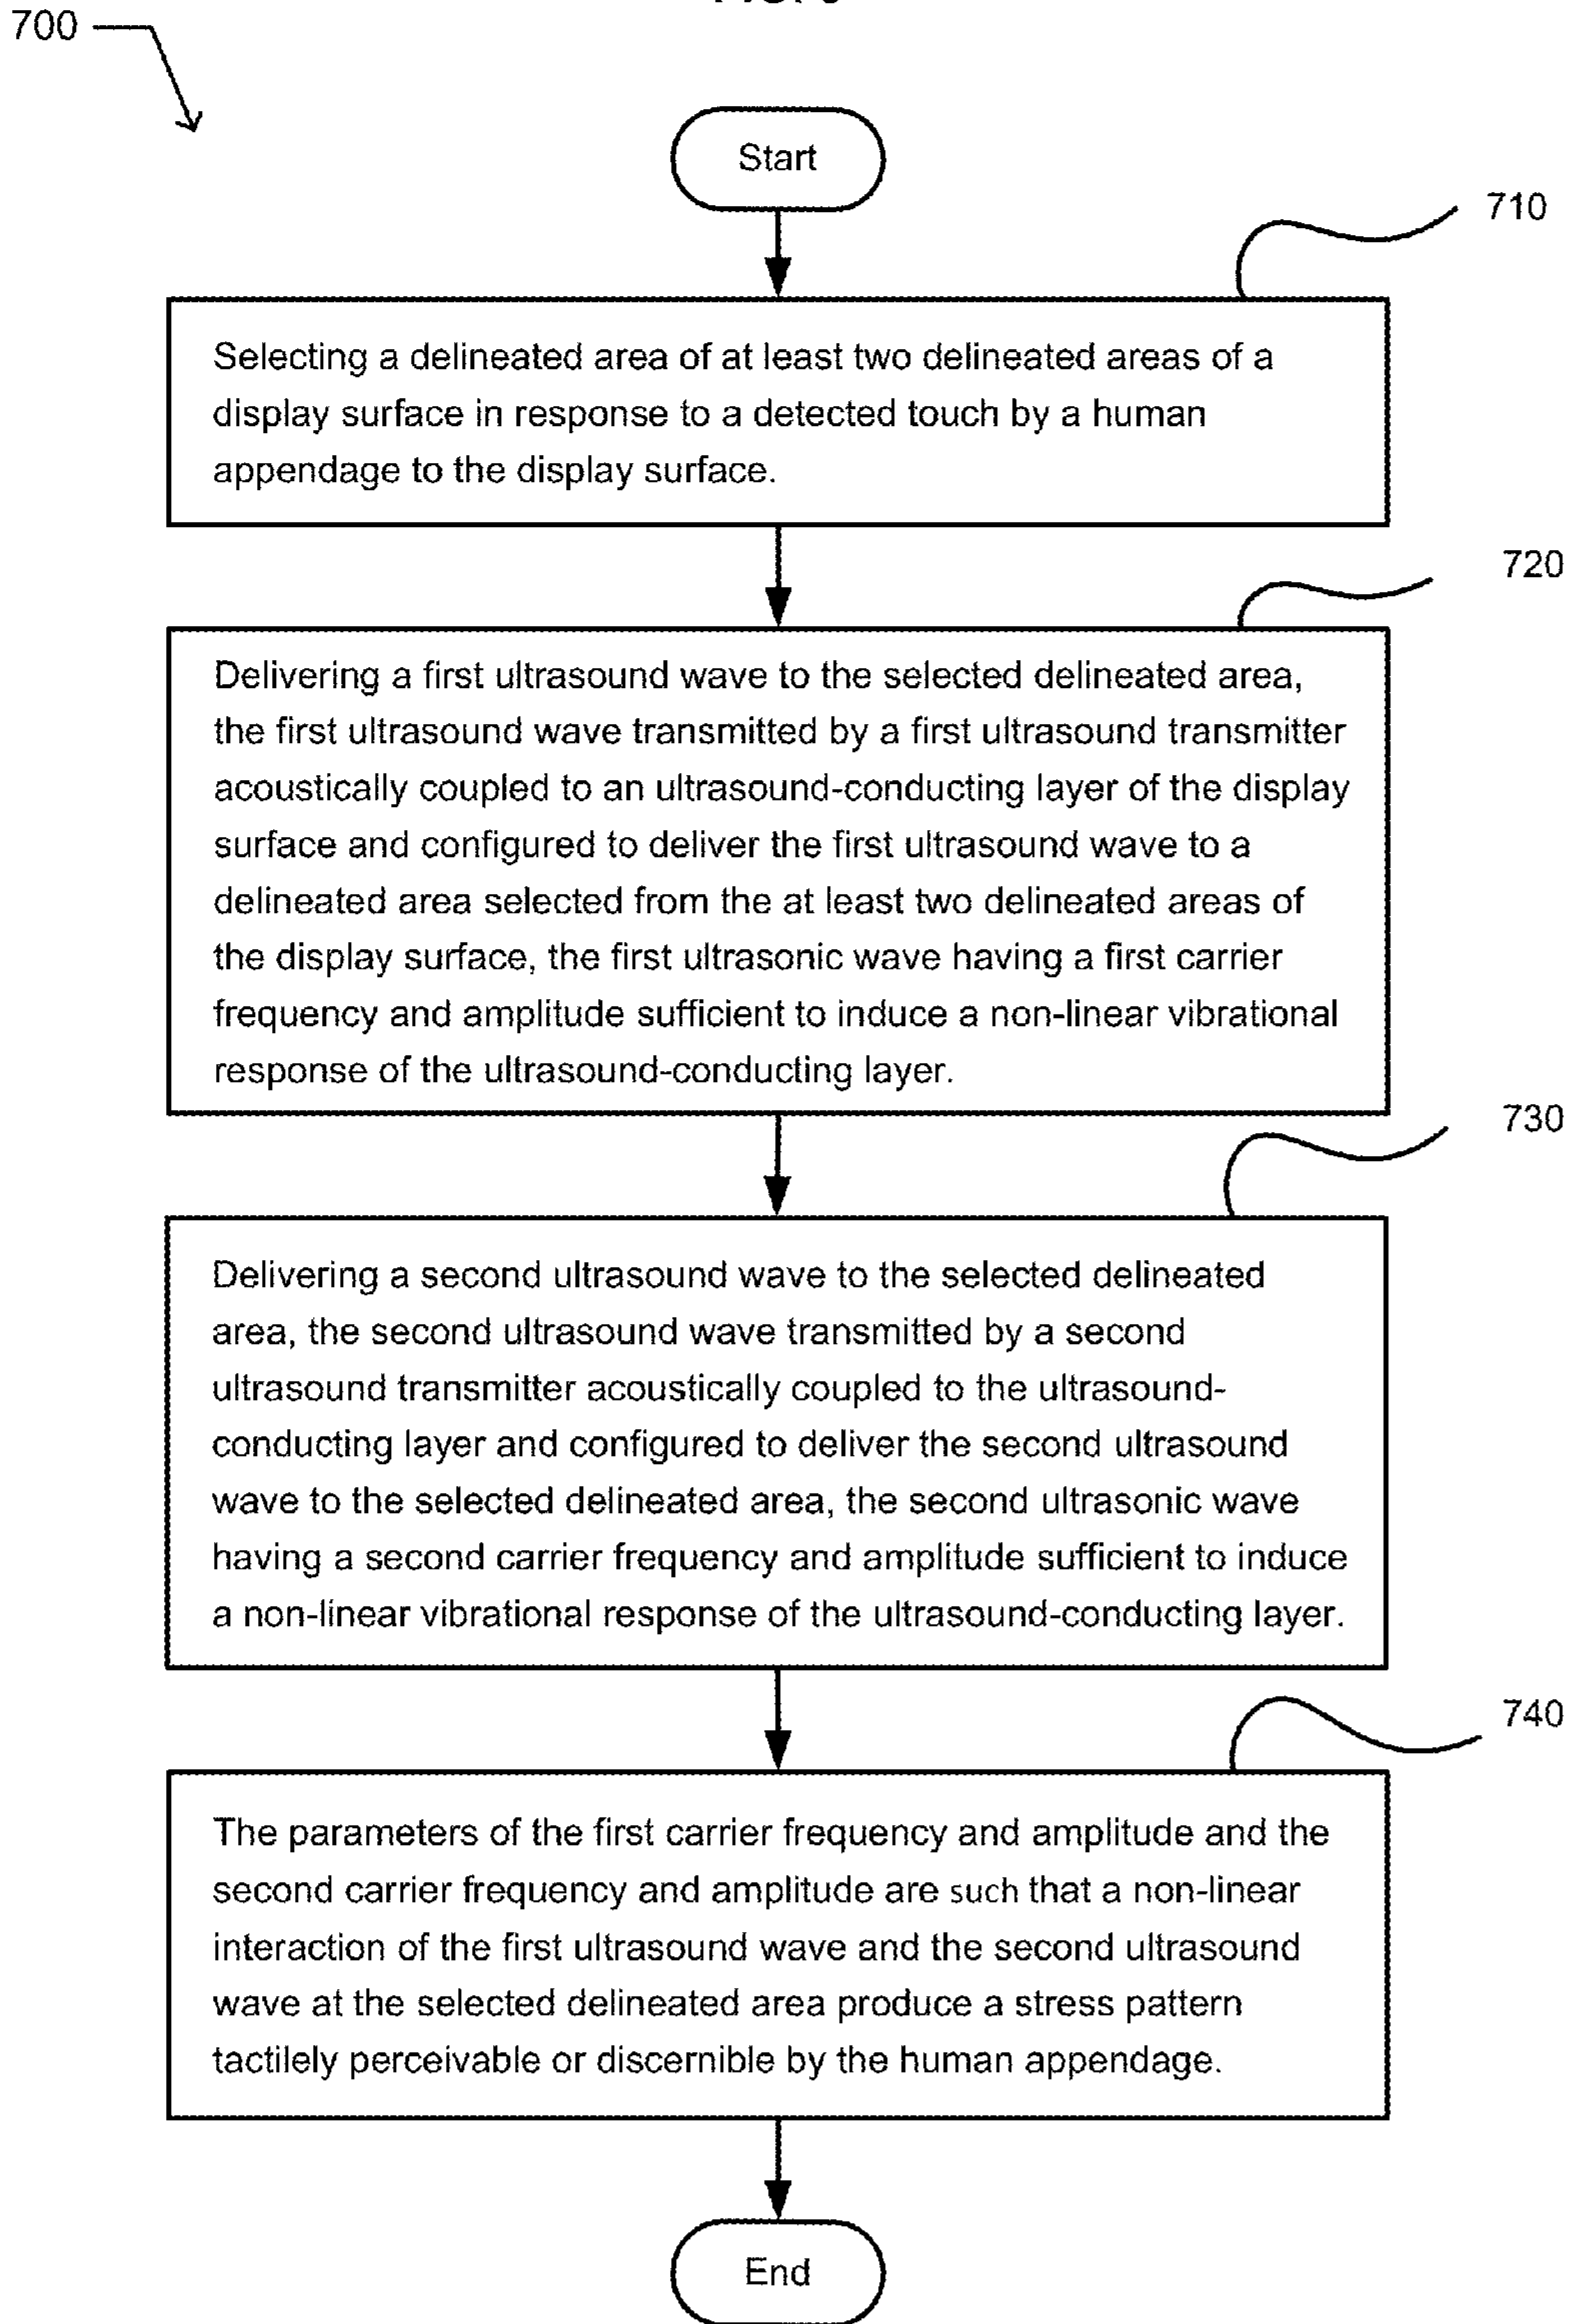 700
Start
710
Selecting a delineated area of at least two delineated areas of a
display surface in response to a detected touch by a human
appendage to the display surface.
720
Delivering a first ultrasound wave to the selected delineated area,
the first ultrasound wave transmitted by a first ultrasound transmitter
acoustically coupled to an ultrasound-conducting layer of the display
surface and configured to deliver the first ultrasound wave to a
delineated area selected from the at least two delineated areas of
the display surface, the first ultrasonic wave having a first carrier
frequency and amplitude sufficient to induce a non-linear vibrational
response of the ultrasound-conducting layer.
730
Delivering a second ultrasound wave to the selected delineated
area, the second ultrasound wave transmitted by a second
ultrasound transmitter acoustically coupled to the ultrasound-
conducting layer and configured to deliver the second ultrasound
wave to the selected delineated area, the second ultrasonic wave
having a second carrier frequency and amplitude sufficient to induce
a non-linear vibrational response of the ultrasound-conducting layer.
740
The parameters of the first carrier frequency and amplitude and the
second carrier frequency and amplitude are such that a non-linear
interaction of the first ultrasound wave and the second ultrasound
wave at the selected delineated area produce a stress pattern
tactilely perceivable or discernible by the human appendage.
End